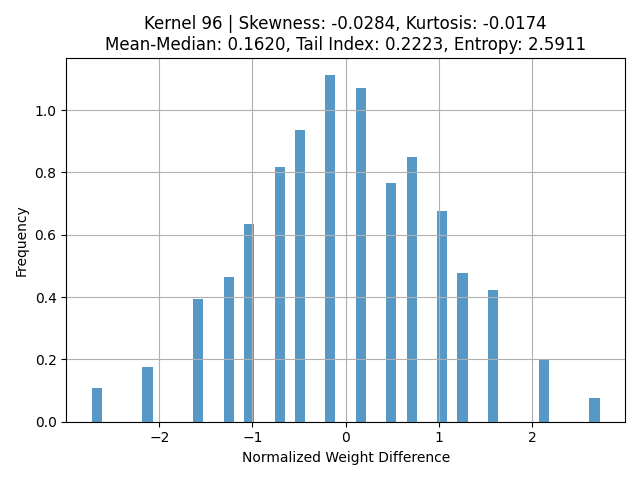 Kernel 96 | Skewness: -0.0284, Kurtosis: -0.0174
Mean-Median: 0.1620, Tail Index: 0.2223, Entropy: 2.5911
Frequency
1.0
0.8
0.6
0.4
0.2
0.0
−2 −1 0 1 2
Normalized Weight Difference